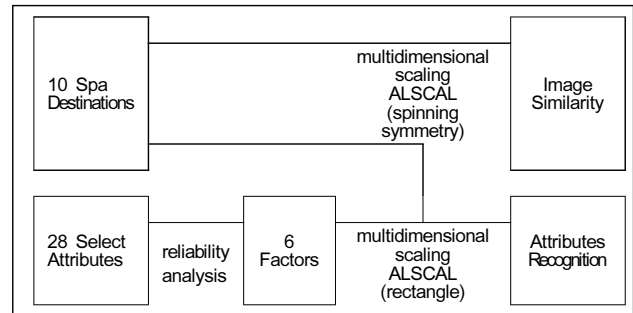 10 Spa
Destinations
multidimensional
scaling
ALSCAL
(spinning
symmetry)
Image
Similarity
28 Select
Attributes
reliability
analysis
6
Factors
multidimensional
scaling
ALSCAL
(rectangle)
Attributes
Recognition